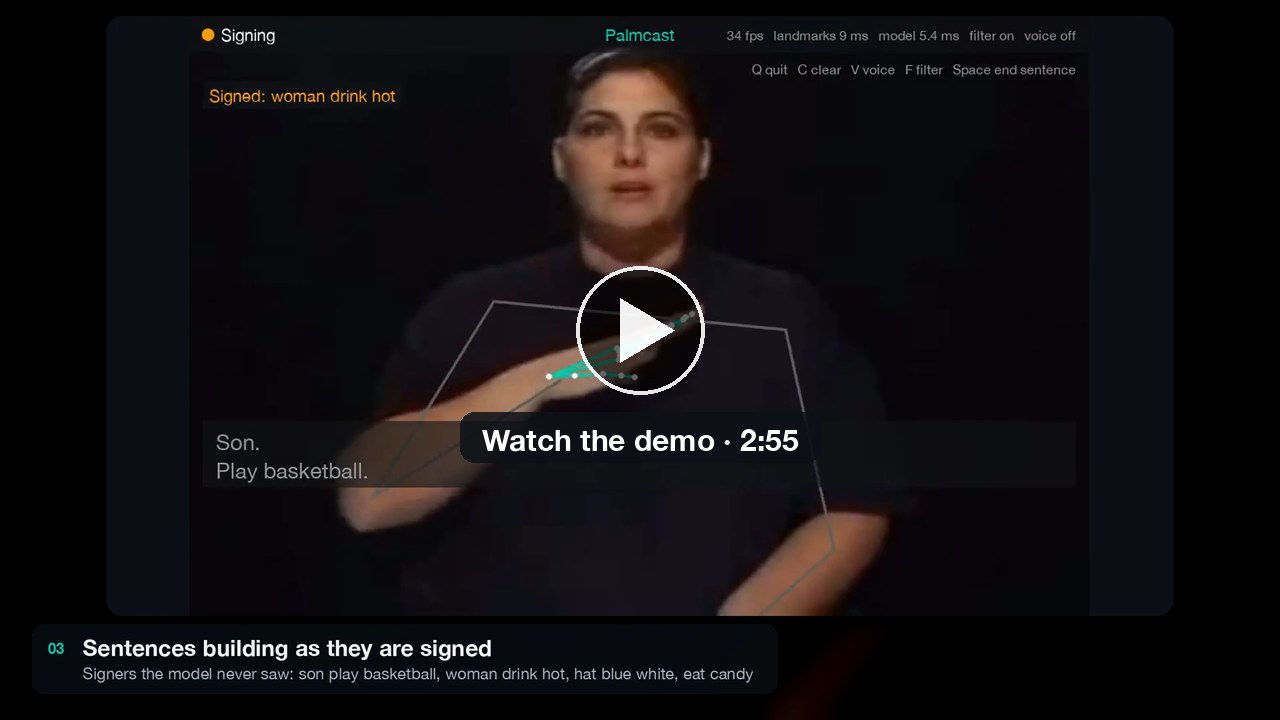 Signing
Palmcast
34 fps landmarks 9 ms model 5.4 ms filter on voice off
Q quit C clear V voice F filter Space end sentence
Signed: woman drink hot
Son.
Play basketball.
Watch the demo · 2:55
03 Sentences building as they are signed
Signers the model never saw: son play basketball, woman drink hot, hat blue white, eat candy